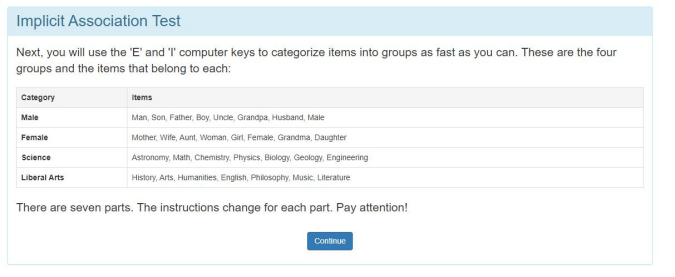 Implicit Association Test
Next, you will use the 'E' and 'I' computer keys to categorize items into groups as fast as you can. These are the four
groups and the items that belong to each:
Category Items
Male Man, Son, Father, Boy, Uncle, Grandpa, Husband, Male
Female Mother, Wife, Aunt, Woman, Girl, Female, Grandma, Daughter
Science Astronomy, Math, Chemistry, Physics, Biology, Geology, Engineering
Liberal Arts History, Arts, Humanities, English, Philosophy, Music, Literature
There are seven parts. The instructions change for each part. Pay attention!
Continue